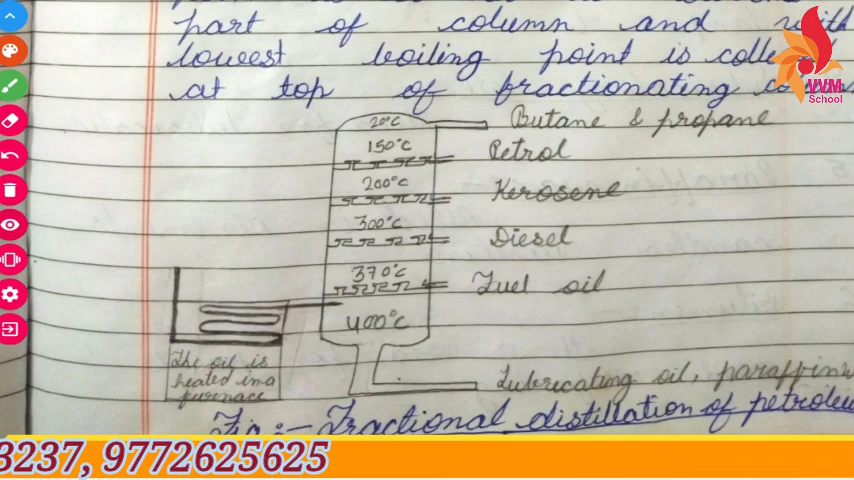 part of column and with
lowest boiling point is
at top of fractionating
VVM
School
20°C
Butane & propane
150°C
Petrol
200°C
Kerosene
300°C
Diesel
370°C
Fuel oil
400°C
The oil is
heated in a
furnace
Lubricating oil, paraffin
Fig :- Fractional distillation of
3237, 9772625625